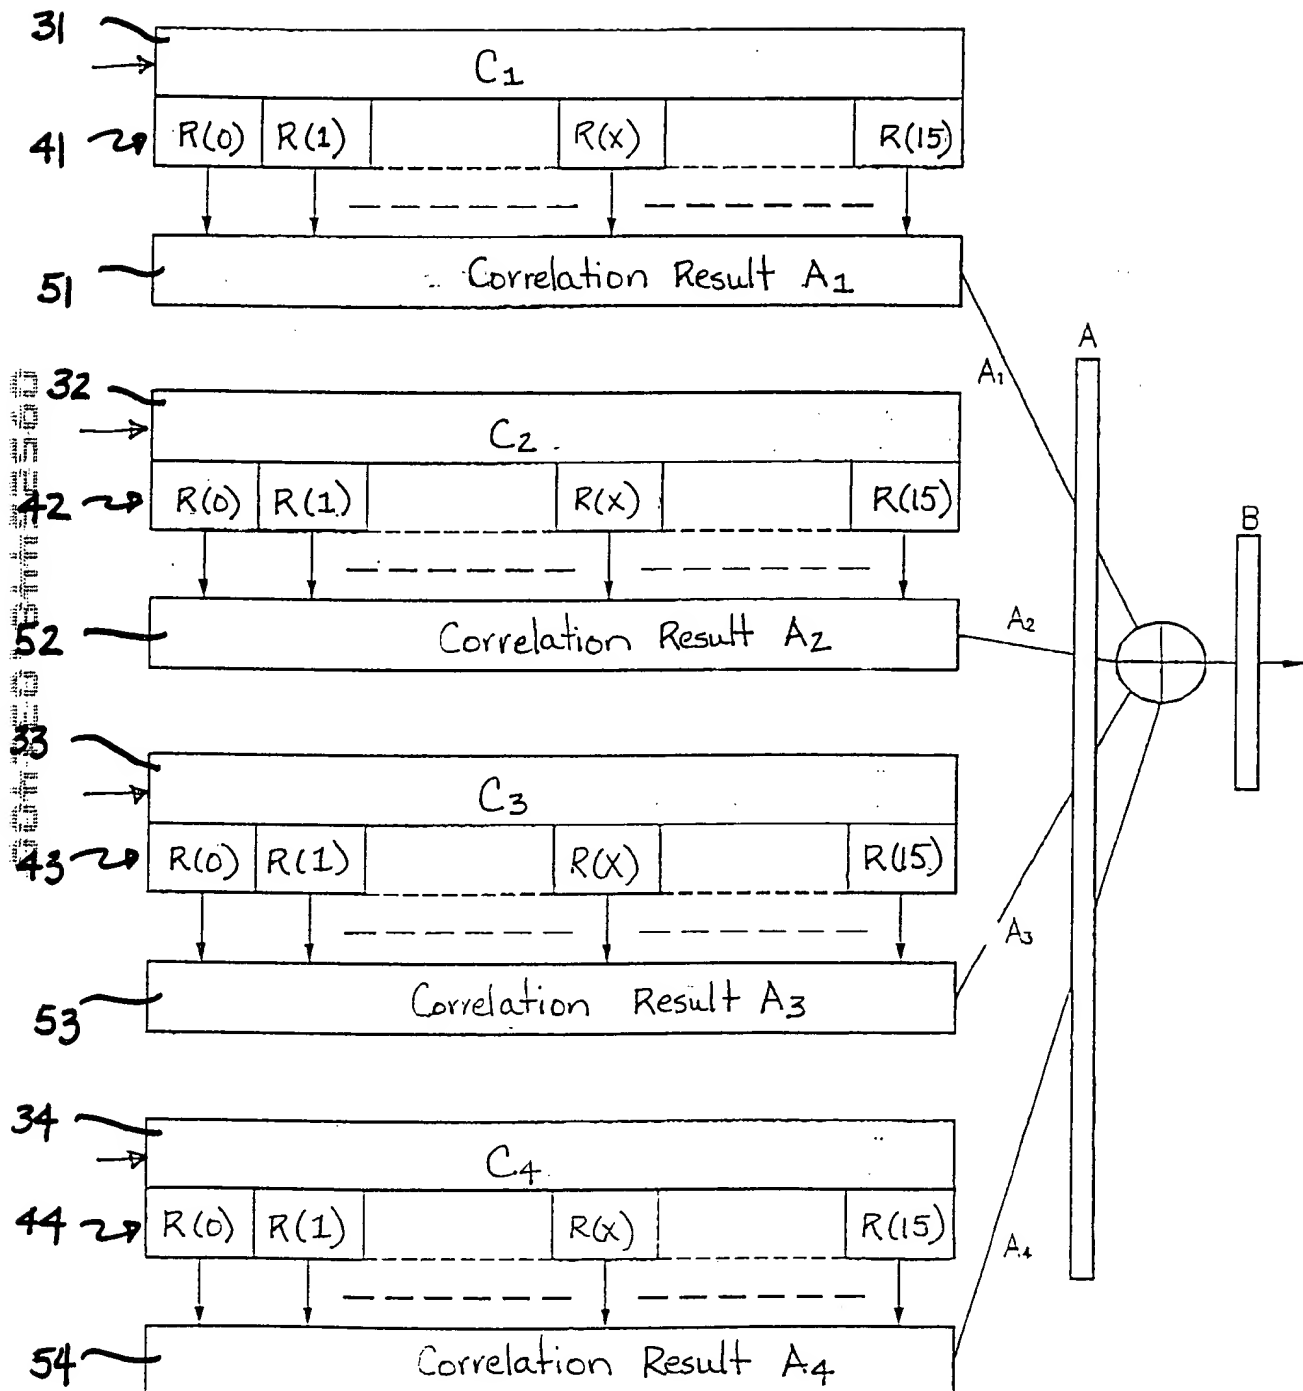 31
C1
41 R(0) R(1) R(x) R(15)
51 Correlation Result A1
A
A1
32
C2
B
42 R(0) R(1) R(x) R(15)
52 Correlation Result A2
A2
33
C3
43 R(0) R(1) R(x) R(15)
A3
53 Correlation Result A3
34
C4
44 R(0) R(1) R(x) R(15)
A4
54 Correlation Result A4